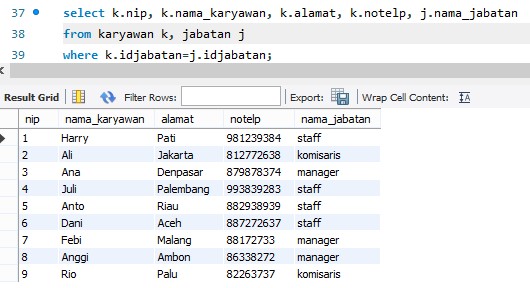 37 select k.nip, k.nama_karyawan, k.alamat, k.notelp, j.nama_jabatan
38 from karyawan k, jabatan j
39 where k.idjabatan=j.idjabatan;
Result Grid Filter Rows: Export: Wrap Cell Content: IA
nip nama_karyawan alamat notelp nama_jabatan
1 Harry Pati 981239384 staff
2 Ali Jakarta 812772638 komisaris
3 Ana Denpasar 879878374 manager
4 Juli Palembang 993839283 staff
5 Anto Riau 882938939 staff
6 Dani Aceh 887272637 staff
7 Febi Malang 88172733 manager
8 Anggi Ambon 86338272 manager
9 Rio Palu 82263737 komisaris